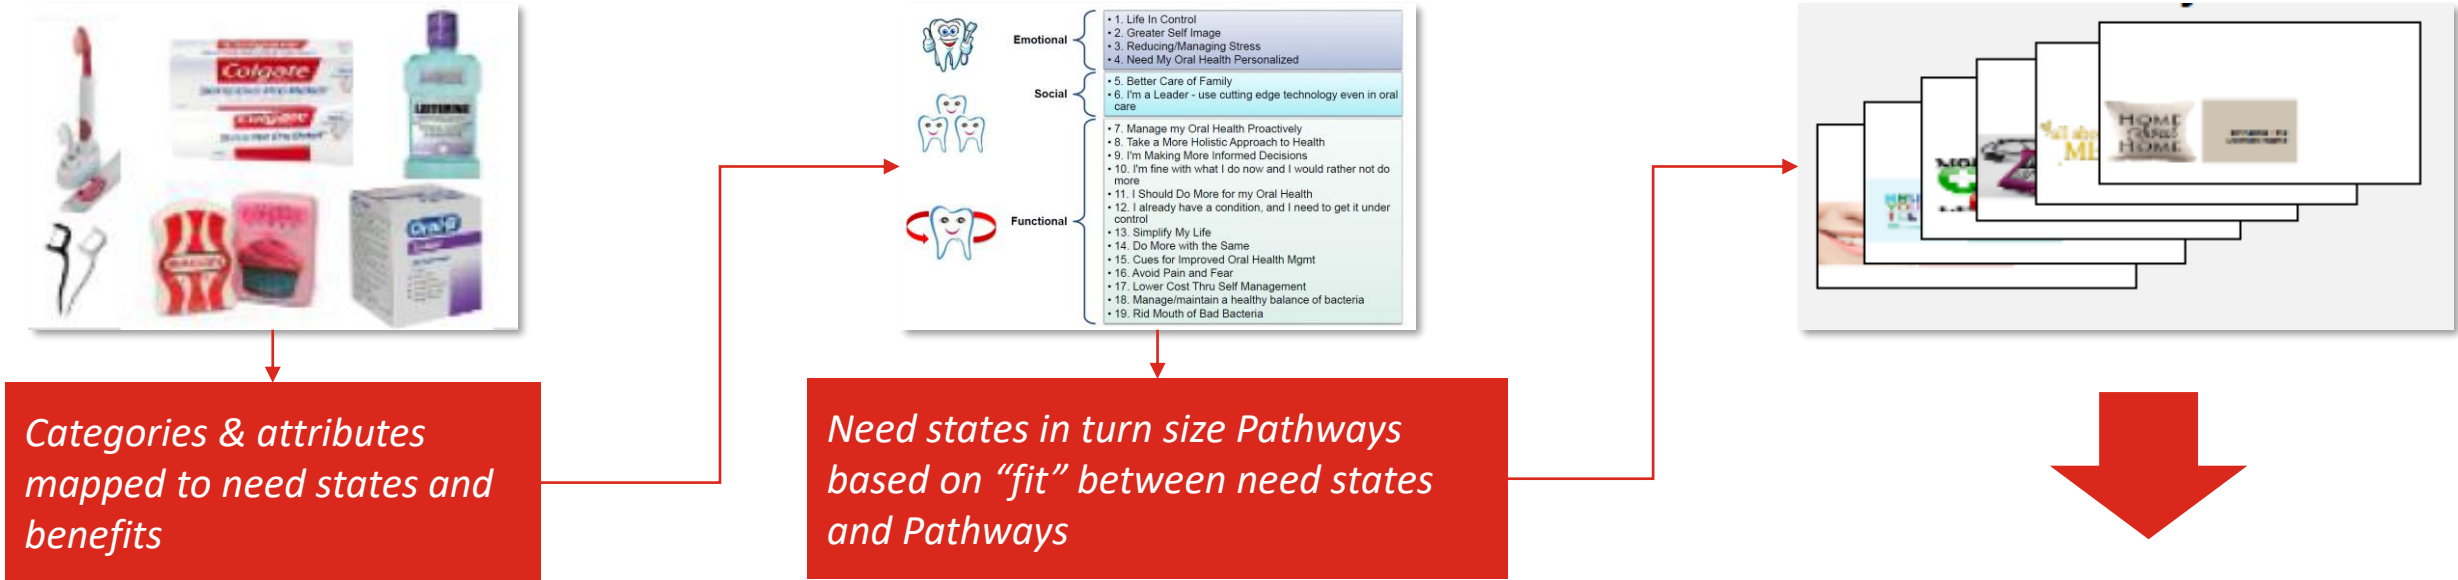 Colgate
Colgate
LISTERINE
Oral-B
Categories & attributes
mapped to need states and
benefits
Emotional
• 1. Life In Control
• 2. Greater Self Image
• 3. Reducing/Managing Stress
• 4. Need My Oral Health Personalized
Social
• 5. Better Care of Family
• 6. I'm a Leader - use cutting edge technology even in oral
care
Functional
• 7. Manage my Oral Health Proactively
• 8. Take a More Holistic Approach to Health
• 9. I'm Making More Informed Decisions
• 10. I'm fine with what I do now and I would rather not do
more
• 11. I Should Do More for my Oral Health
• 12. I already have a condition, and I need to get it under
control
• 13. Simplify My Life
• 14. Do More with the Same
• 15. Cues for Improved Oral Health Mgmt
• 16. Avoid Pain and Fear
• 17. Lower Cost Thru Self Management
• 18. Manage/maintain a healthy balance of bacteria
• 19. Rid Mouth of Bad Bacteria
Need states in turn size Pathways
based on “fit” between need states
and Pathways
all abo
ME
HOME
HOME